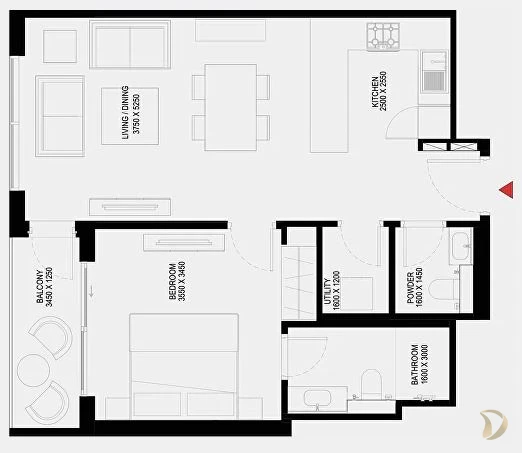 LIVING / DINING
3750 X 5250
KITCHEN
2500 X 2550
BALCONY
3450 X 1250
BEDROOM
3550 X 3450
UTILITY
1600 X 1200
POWDER
1600 X 1450
BATHROOM
1600 X 3000